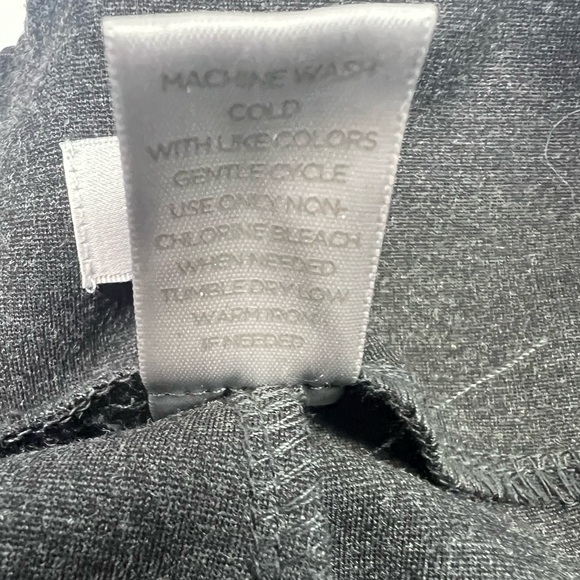 MACHINE WASH
COLD
WITH LIKE COLORS
GENTLE CYCLE
USE ONLY NON-
CHLORINE BLEACH
WHEN NEEDED
TUMBLE DRY LOW
WARM IRON
IF NEEDED